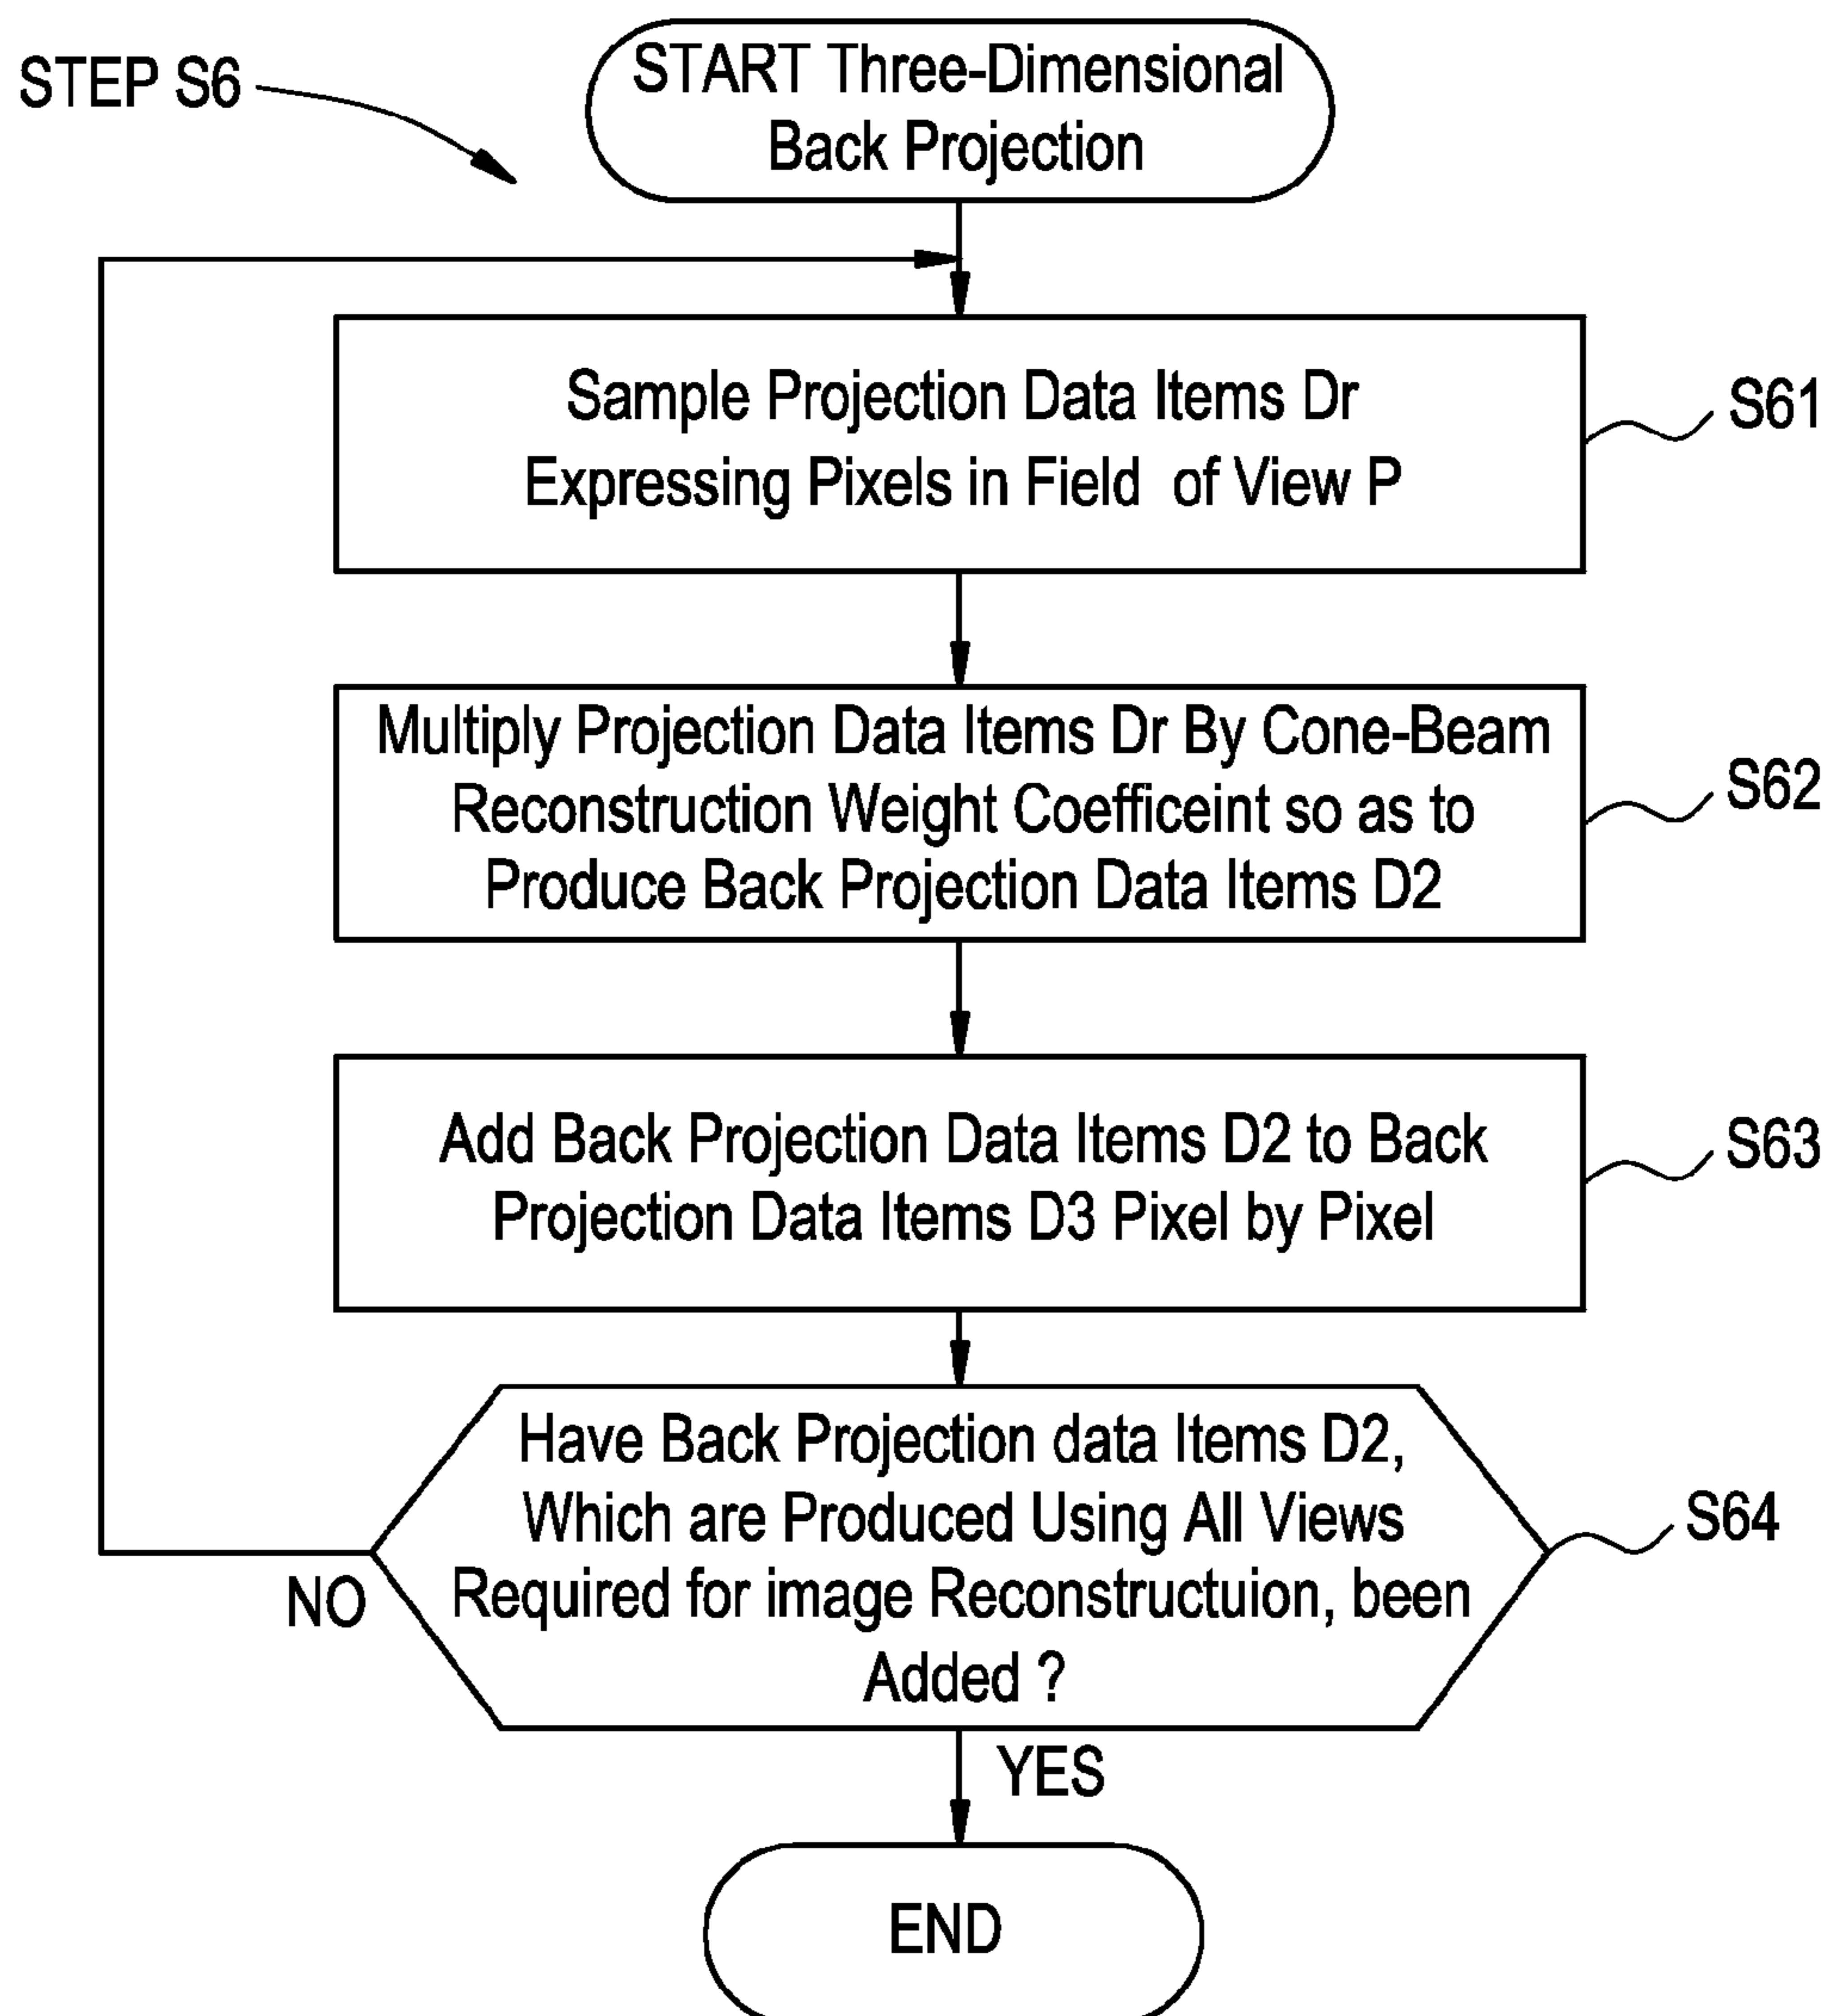 STEP S6
START Three-Dimensional
Back Projection
Sample Projection Data Items Dr
Expressing Pixels in Field of View P
S61
Multiply Projection Data Items Dr By Cone-Beam
Reconstruction Weight Coefficeint so as to
Produce Back Projection Data Items D2
S62
Add Back Projection Data Items D2 to Back
Projection Data Items D3 Pixel by Pixel
S63
Have Back Projection data Items D2,
Which are Produced Using All Views
Required for image Reconstructuion, been
Added ?
S64
NO
YES
END